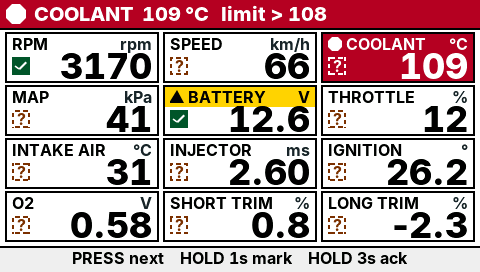 COOLANT 109 °C limit > 108
RPM rpm
3170
SPEED km/h
? 66
COOLANT °C
? 109
MAP kPa
? 41
BATTERY V
12.6
THROTTLE %
? 12
INTAKE AIR °C
? 31
INJECTOR ms
? 2.60
IGNITION °
? 26.2
O2 V
? 0.58
SHORT TRIM %
? 0.8
LONG TRIM %
? -2.3
PRESS next HOLD 1s mark HOLD 3s ack